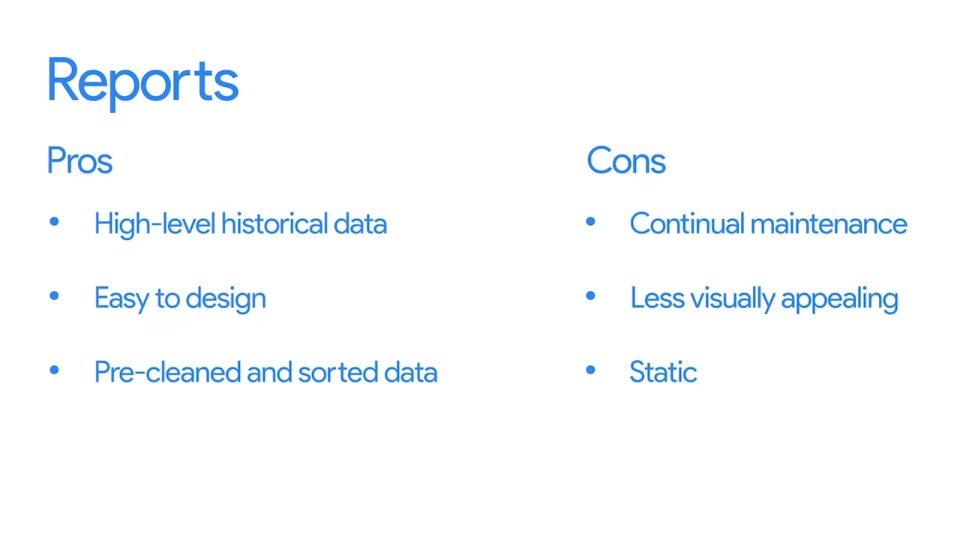 Reports
Pros
• High-level historical data
• Easy to design
• Pre-cleaned and sorted data
Cons
• Continual maintenance
• Less visually appealing
• Static